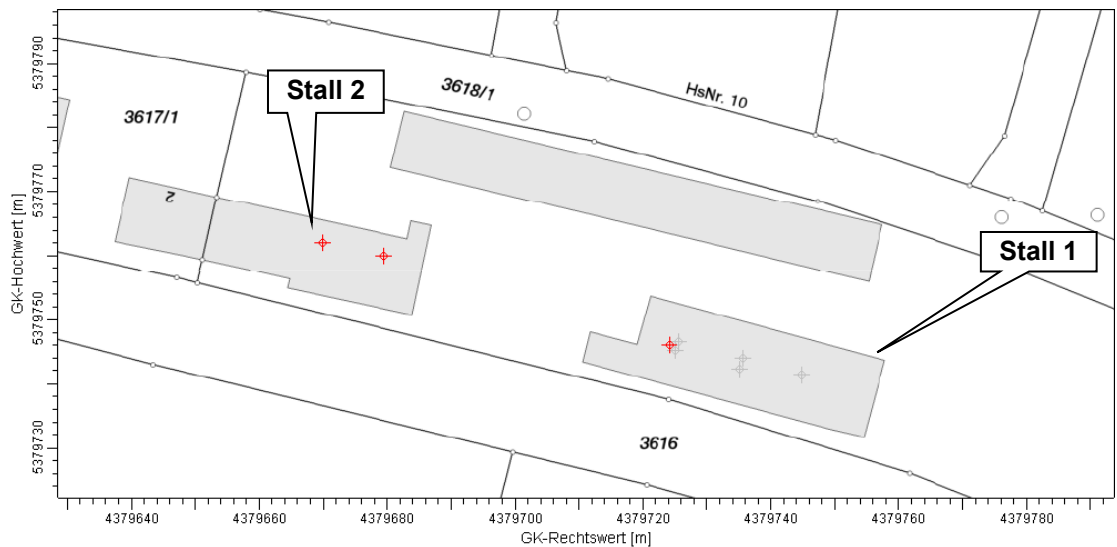 5379790
5379770
5379750
5379730
GK-Hochwert [m]
Stall 2
3618/1
HsNr. 10
3617/1
2
Stall 1
3616
4379640 4379660 4379680 4379700 4379720 4379740 4379760 4379780
GK-Rechtswert [m]